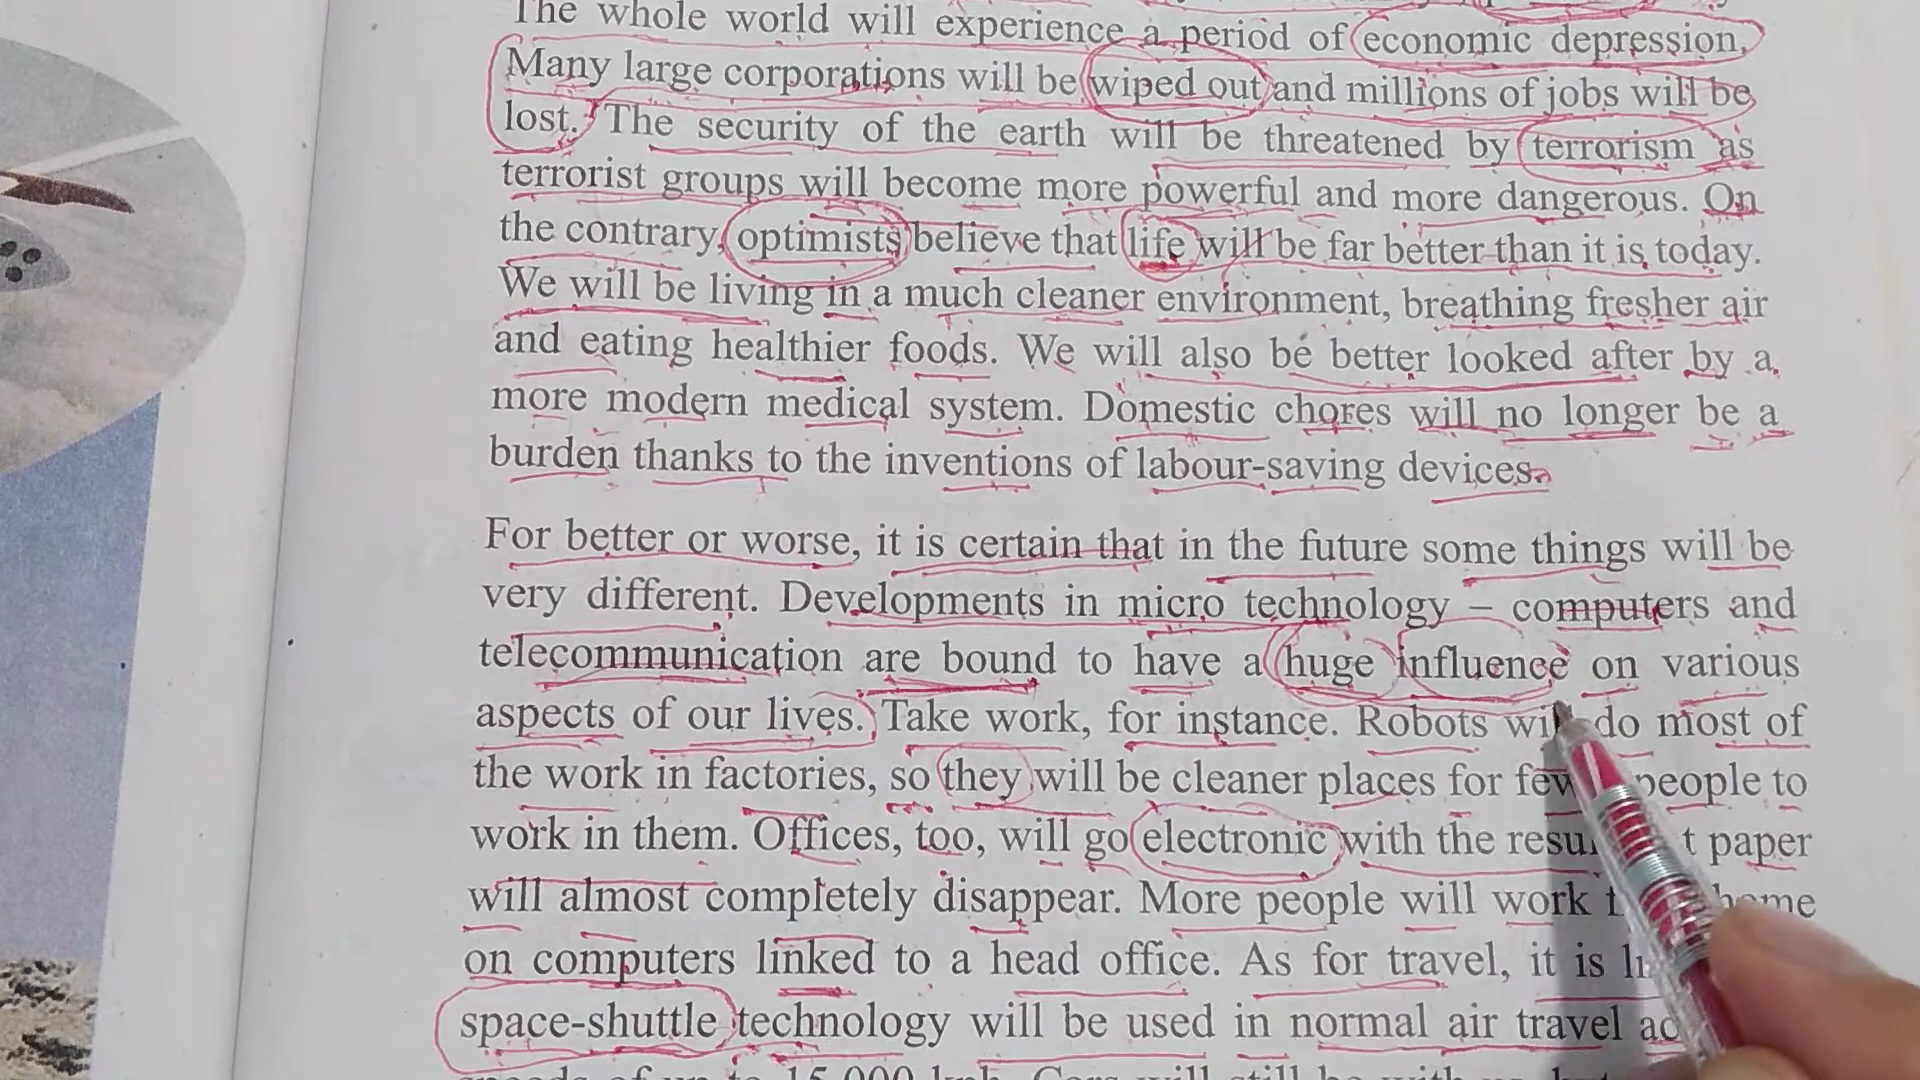 The whole world will experience a period of economic depression.
Many large corporations will be wiped out and millions of jobs will be
lost. The security of the earth will be threatened by terrorism as
terrorist groups will become more powerful and more dangerous. On
the contrary, optimists believe that life will be far better than it is today.
We will be living in a much cleaner environment, breathing fresher air
and eating healthier foods. We will also be better looked after by a
more modern medical system. Domestic chores will no longer be a
burden thanks to the inventions of labour-saving devices.
For better or worse, it is certain that in the future some things will be
very different. Developments in micro technology – computers and
telecommunication are bound to have a huge influence on various
aspects of our lives. Take work, for instance. Robots will do most of
the work in factories, so they will be cleaner places for people to
work in them. Offices, too, will go electronic with the paper
will almost completely disappear. More people will work
on computers linked to a head office. As for travel, it is
space-shuttle technology will be used in normal air travel
15,000